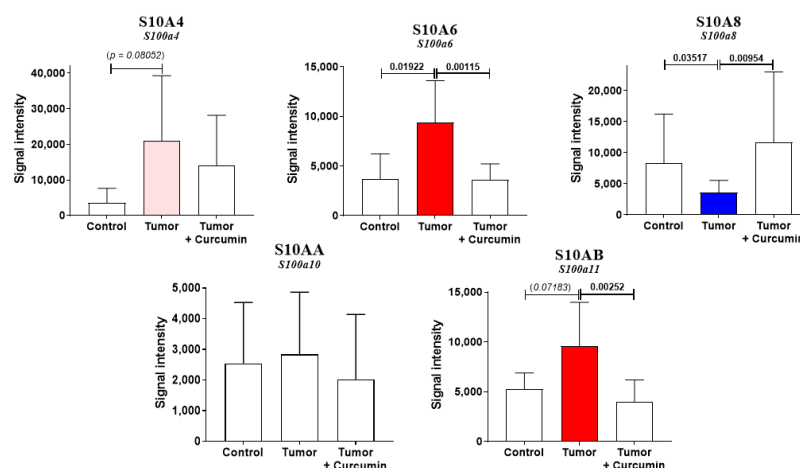 S10A4
S100a4
(p = 0.08052)
Signal intensity
40,000
30,000
20,000
10,000
0
Control
Tumor
Tumor
+ Curcumin
S10A6
S100a6
0.01922
0.00115
Signal intensity
15,000
10,000
5,000
0
Control
Tumor
Tumor
+ Curcumin
S10A8
S100a8
0.03517
0.00954
Signal intensity
20,000
15,000
10,000
5,000
0
Control
Tumor
Tumor
+ Curcumin
S10AA
S100a10
Signal intensity
5,000
4,000
3,000
2,000
1,000
0
Control
Tumor
Tumor
+ Curcumin
S10AB
S100a11
(0.07183)
0.00252
Signal intensity
15,000
10,000
5,000
0
Control
Tumor
Tumor
+ Curcumin